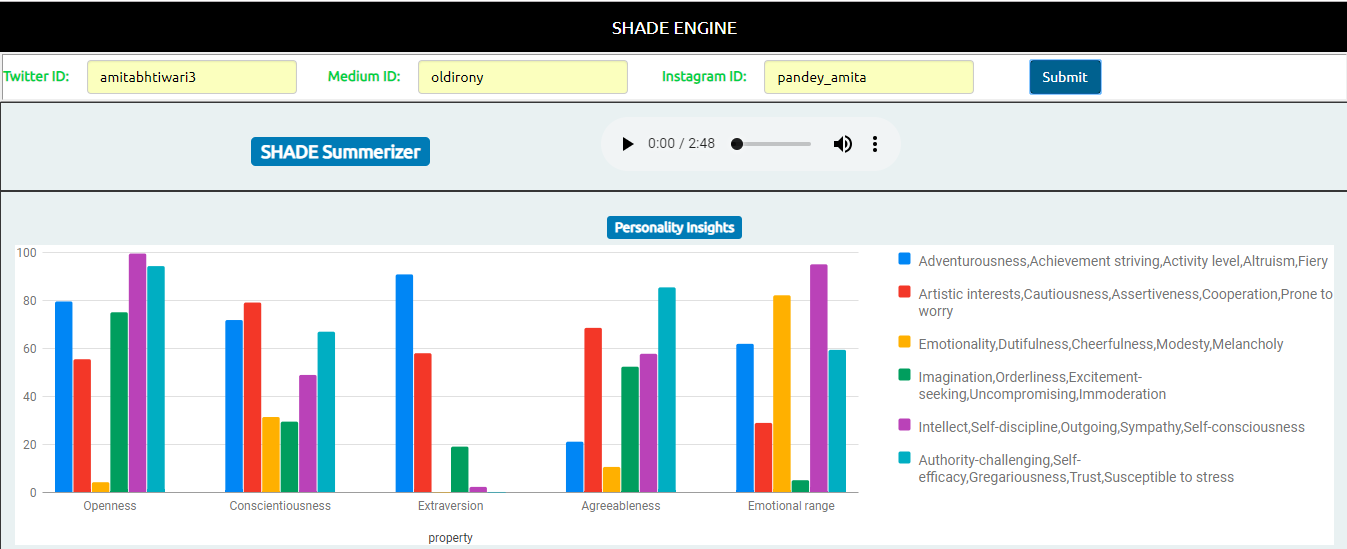 SHADE ENGINE
Twitter ID: amitabhtiwari3 Medium ID: oldirony Instagram ID: pandey_amita Submit
SHADE Summerizer 0:00 / 2:48
Personality Insights
100
80
60
40
20
0
Openness Conscientiousness Extraversion Agreeableness Emotional range
property
Adventurousness,Achievement striving,Activity level,Altruism,Fiery
Artistic interests,Cautiousness,Assertiveness,Cooperation,Prone to
worry
Emotionality,Dutifulness,Cheerfulness,Modesty,Melancholy
Imagination,Orderliness,Excitement-
seeking,Uncompromising,Immoderation
Intellect,Self-discipline,Outgoing,Sympathy,Self-consciousness
Authority-challenging,Self-
efficacy,Gregariousness,Trust,Susceptible to stress